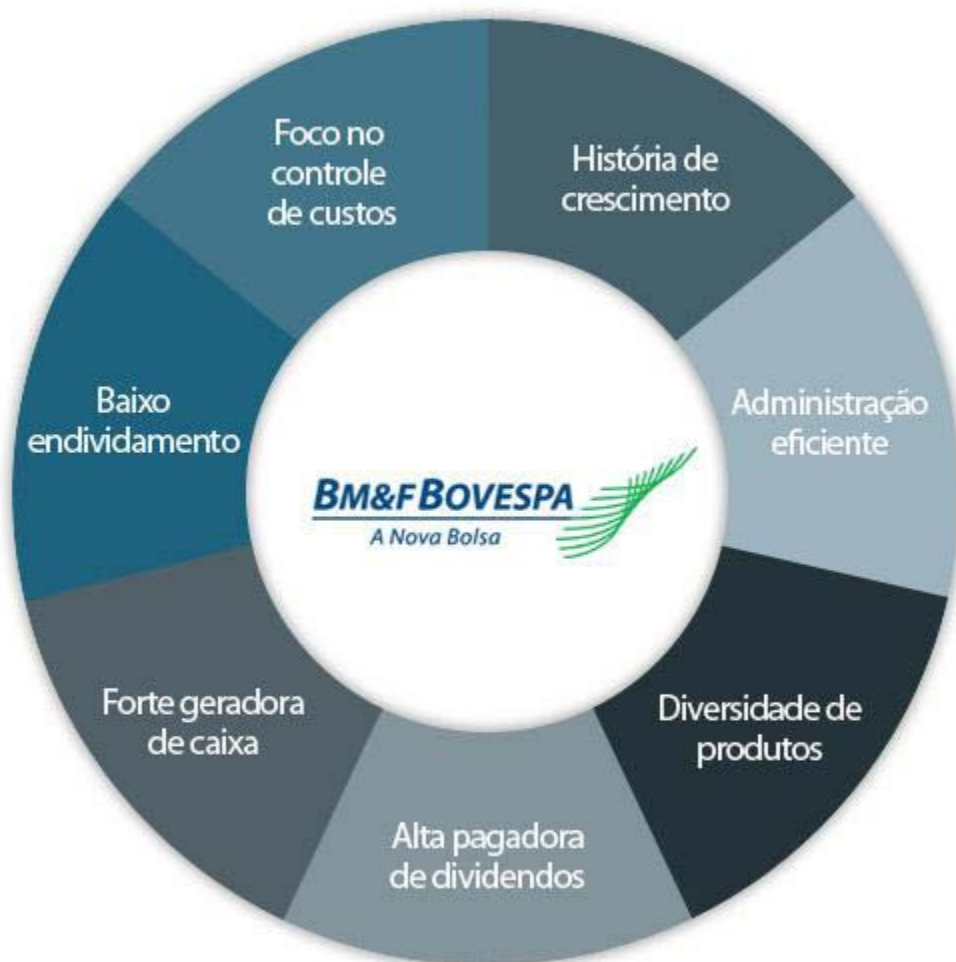 Foco no
controle
de custos
História de
crescimento
Administração
eficiente
Diversidade de
produtos
Alta pagadora
de dividendos
Forte geradora
de caixa
Baixo
endividamento
BM&FBOVESPA
A Nova Bolsa